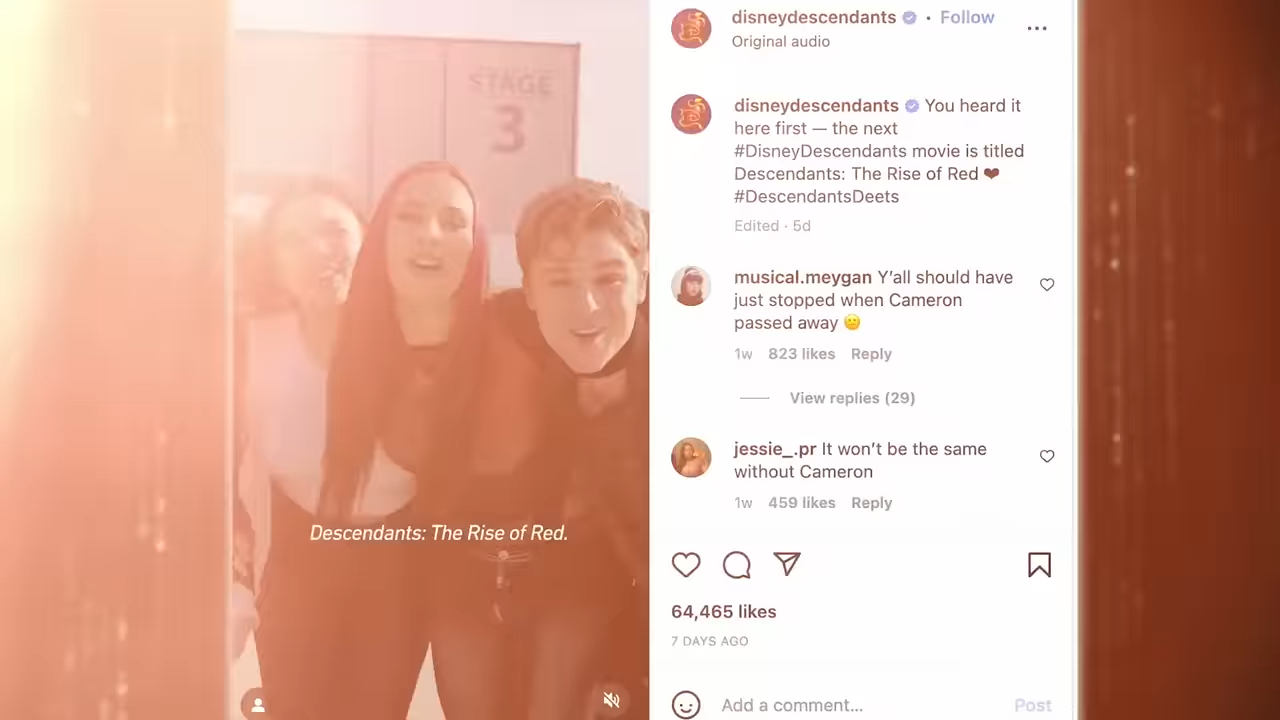 STAGE
3
Descendants: The Rise of Red.
disneydescendants • Follow
Original audio
disneydescendants You heard it
here first — the next
#DisneyDescendants movie is titled
Descendants: The Rise of Red ❤
#DescendantsDeets
Edited · 5d
musical.meygan Y'all should have
just stopped when Cameron
passed away 🥲
1w 823 likes Reply
View replies (29)
jessie_.pr It won't be the same
without Cameron
1w 459 likes Reply
64,465 likes
7 DAYS AGO
Add a comment... Post